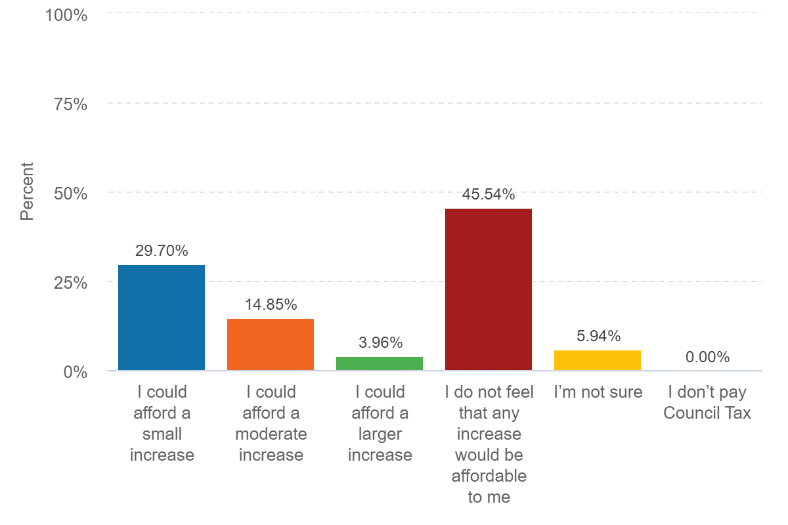 100%
75%
50%
25%
0%
Percent
29.70%
14.85%
3.96%
45.54%
5.94%
0.00%
I could
afford a
small
increase
I could
afford a
moderate
increase
I could
afford a
larger
increase
I do not feel
that any
increase
would be
affordable
to me
I’m not sure
I don’t pay
Council Tax